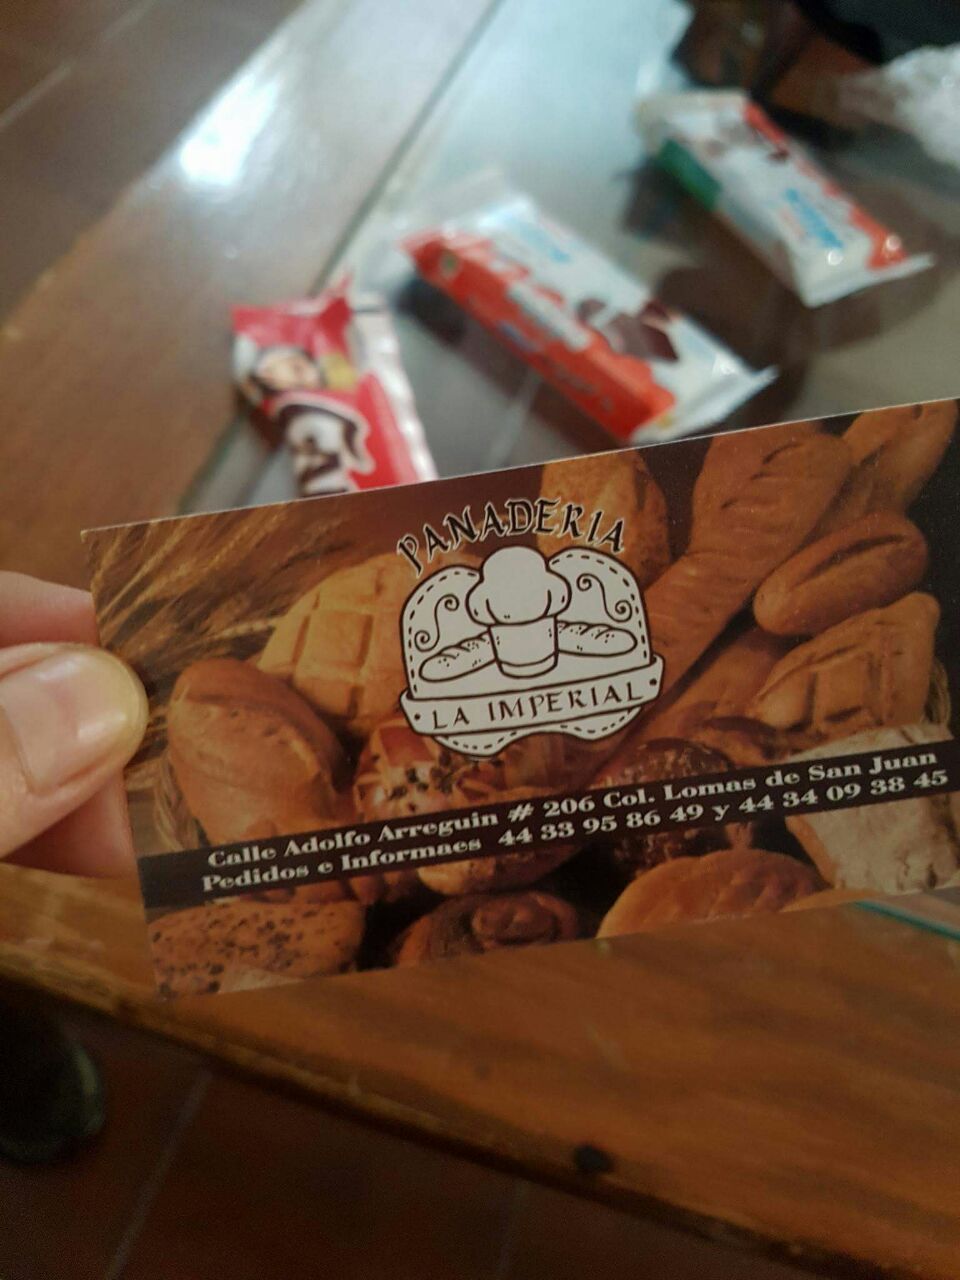 PANADERIA
LA IMPERIAL
Calle Adolfo Arreguin # 206 Col. Lomas de San Juan
Pedidos e Informaes 44 33 95 86 49 y 44 34 09 38 45